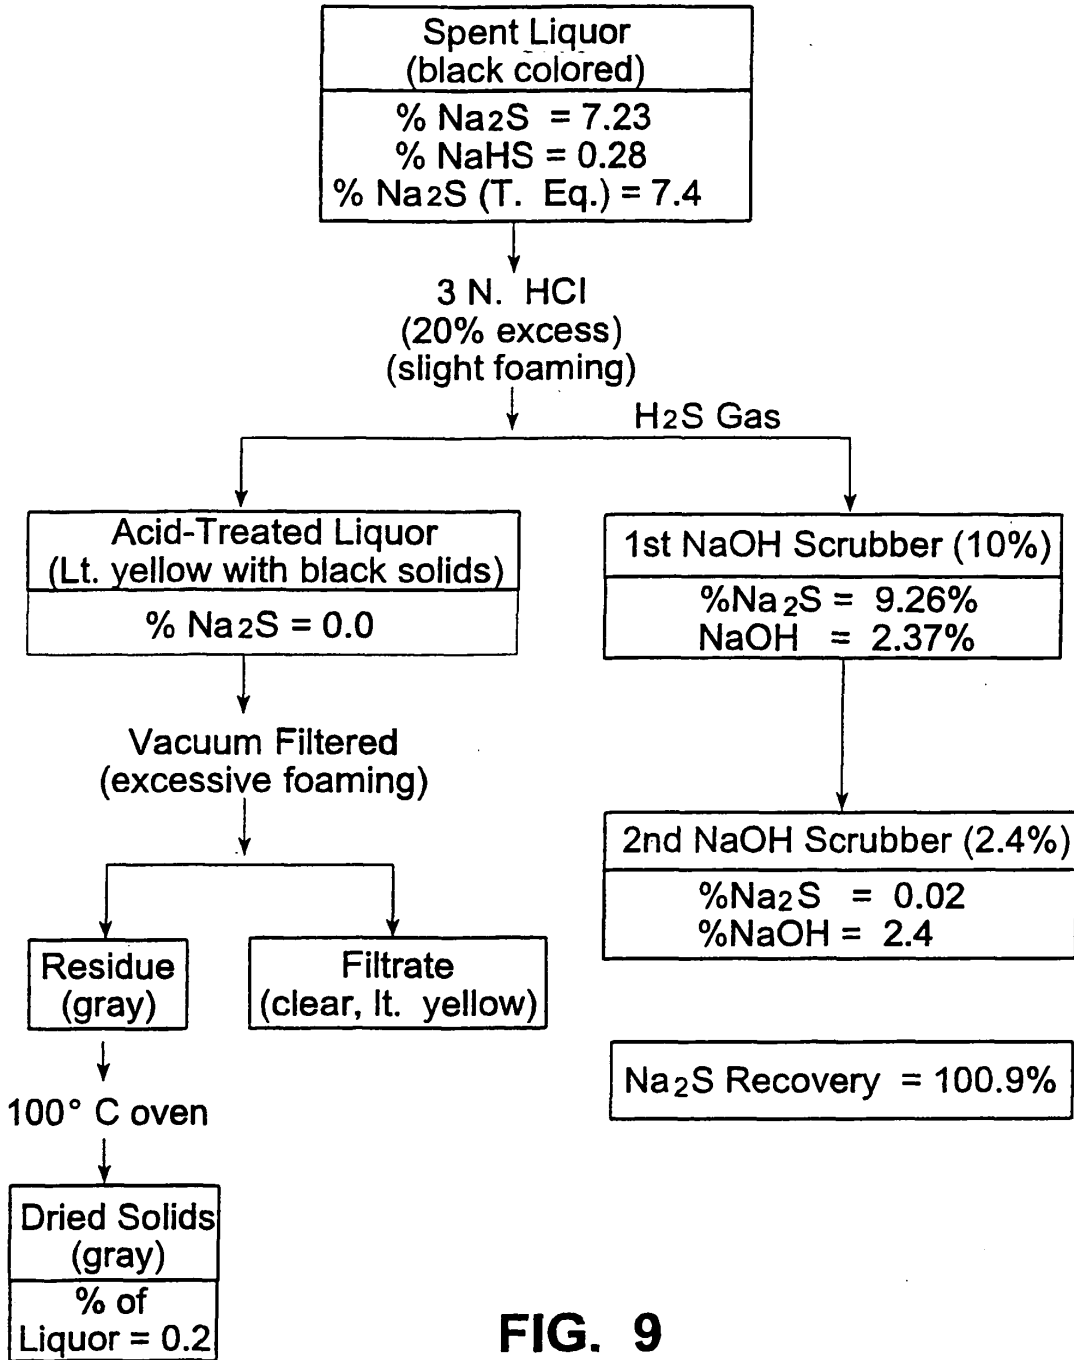 Spent Liquor
(black colored)
% Na2S = 7.23
% NaHS = 0.28
% Na2S (T. Eq.) = 7.4
3 N. HCl
(20% excess)
(slight foaming)
H2S Gas
Acid-Treated Liquor
(Lt. yellow with black solids)
% Na2S = 0.0
1st NaOH Scrubber (10%)
%Na2S = 9.26%
NaOH = 2.37%
Vacuum Filtered
(excessive foaming)
2nd NaOH Scrubber (2.4%)
%Na2S = 0.02
%NaOH = 2.4
Residue
(gray)
Filtrate
(clear, lt. yellow)
Na2S Recovery = 100.9%
100° C oven
Dried Solids
(gray)
% of
Liquor = 0.2
FIG. 9